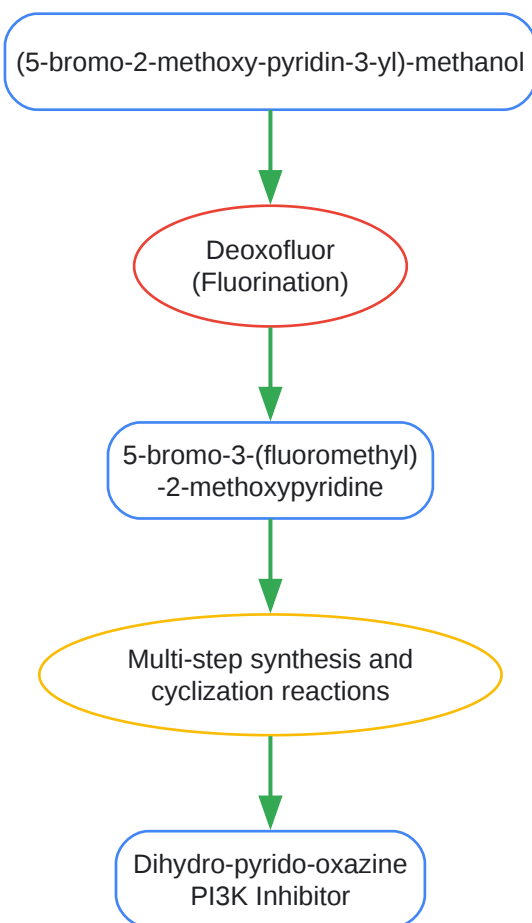 (5-bromo-2-methoxy-pyridin-3-yl)-methanol
Deoxofluor
(Fluorination)
5-bromo-3-(fluoromethyl)
-2-methoxypyridine
Multi-step synthesis and
cyclization reactions
Dihydro-pyrido-oxazine
PI3K Inhibitor